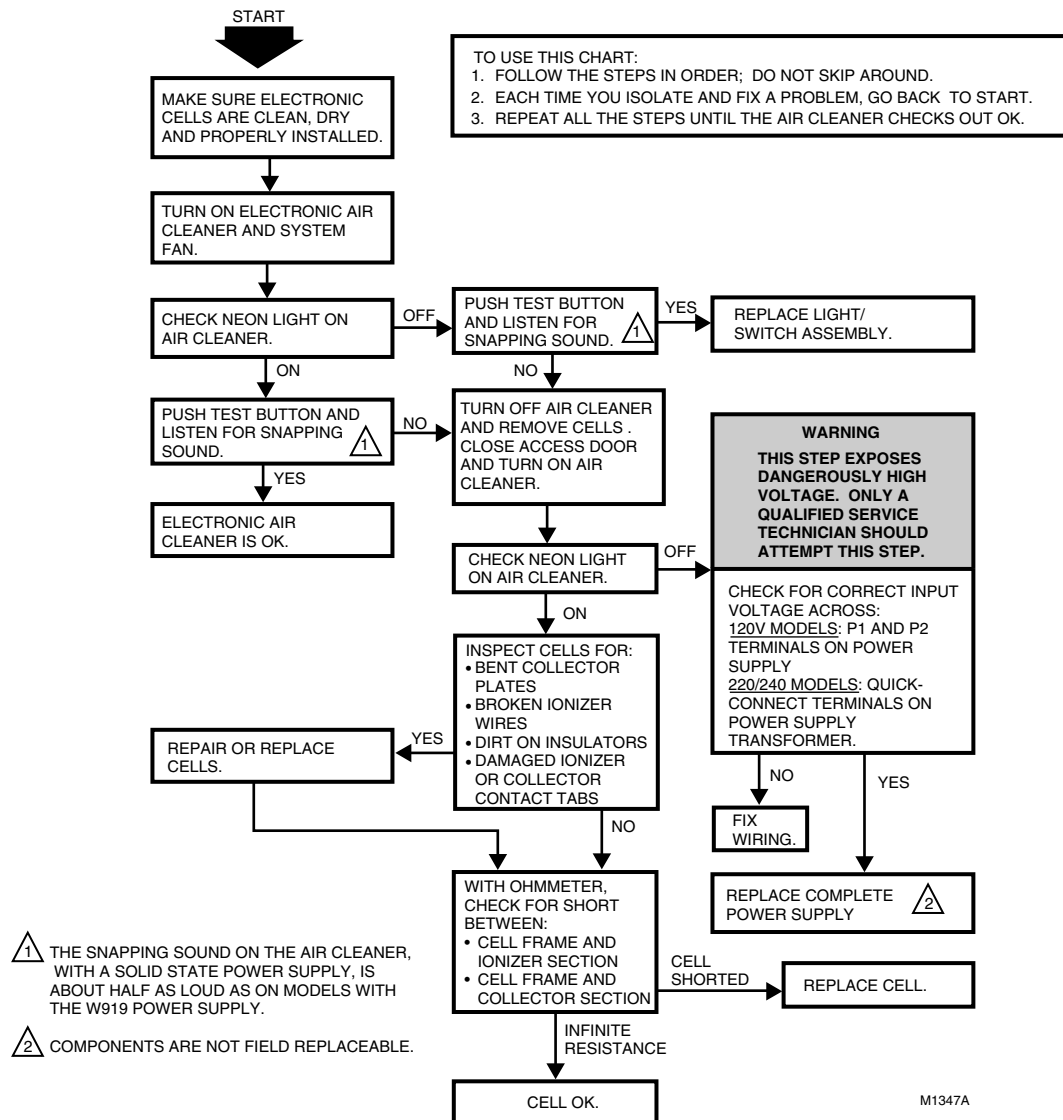 START
TO USE THIS CHART:
1. FOLLOW THE STEPS IN ORDER; DO NOT SKIP AROUND.
2. EACH TIME YOU ISOLATE AND FIX A PROBLEM, GO BACK TO START.
3. REPEAT ALL THE STEPS UNTIL THE AIR CLEANER CHECKS OUT OK.
MAKE SURE ELECTRONIC
CELLS ARE CLEAN, DRY
AND PROPERLY INSTALLED.
TURN ON ELECTRONIC AIR
CLEANER AND SYSTEM
FAN.
CHECK NEON LIGHT ON
AIR CLEANER.
OFF
PUSH TEST BUTTON
AND LISTEN FOR
SNAPPING SOUND. 1
YES
REPLACE LIGHT/
SWITCH ASSEMBLY.
ON
NO
PUSH TEST BUTTON AND
LISTEN FOR SNAPPING
SOUND. 1
NO
TURN OFF AIR CLEANER
AND REMOVE CELLS .
CLOSE ACCESS DOOR
AND TURN ON AIR
CLEANER.
YES
ELECTRONIC AIR
CLEANER IS OK.
CHECK NEON LIGHT
ON AIR CLEANER.
OFF
WARNING
THIS STEP EXPOSES
DANGEROUSLY HIGH
VOLTAGE. ONLY A
QUALIFIED SERVICE
TECHNICIAN SHOULD
ATTEMPT THIS STEP.
CHECK FOR CORRECT INPUT
VOLTAGE ACROSS:
120V MODELS: P1 AND P2
TERMINALS ON POWER
SUPPLY
220/240 MODELS: QUICK-
CONNECT TERMINALS ON
POWER SUPPLY
TRANSFORMER.
ON
INSPECT CELLS FOR:
• BENT COLLECTOR
PLATES
• BROKEN IONIZER
WIRES
• DIRT ON INSULATORS
• DAMAGED IONIZER
OR COLLECTOR
CONTACT TABS
YES
REPAIR OR REPLACE
CELLS.
NO
NO
YES
FIX
WIRING.
REPLACE COMPLETE
POWER SUPPLY 2
WITH OHMMETER,
CHECK FOR SHORT
BETWEEN:
• CELL FRAME AND
IONIZER SECTION
• CELL FRAME AND
COLLECTOR SECTION
CELL
SHORTED
REPLACE CELL.
INFINITE
RESISTANCE
CELL OK.
1 THE SNAPPING SOUND ON THE AIR CLEANER,
WITH A SOLID STATE POWER SUPPLY, IS
ABOUT HALF AS LOUD AS ON MODELS WITH
THE W919 POWER SUPPLY.
2 COMPONENTS ARE NOT FIELD REPLACEABLE.
M1347A